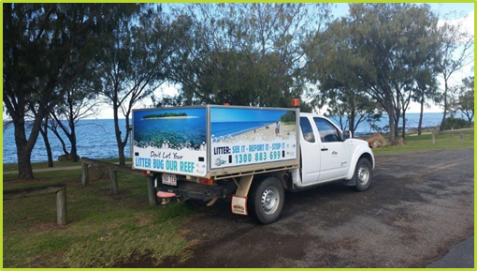 Don't Let Your
LITTER BUG OUR REEF
LITTER: SEE IT - REPORT IT - STOP IT
1300 883 699